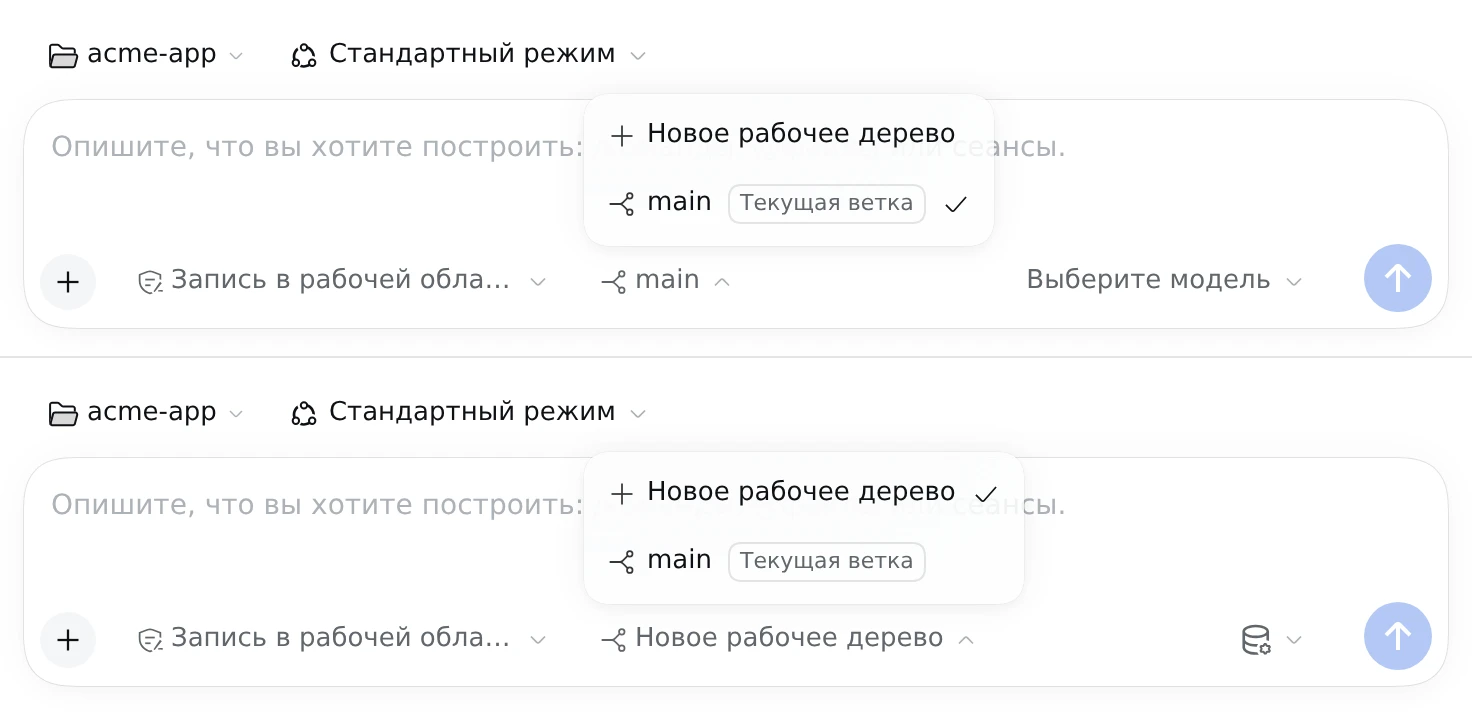 acme-app Стандартный режим
Опишите, что вы хотите построить: сеансы.
Новое рабочее дерево
main Текущая ветка
Запись в рабочей обла... main Выберите модель
acme-app Стандартный режим
Опишите, что вы хотите построить: сеансы.
Новое рабочее дерево
main Текущая ветка
Запись в рабочей обла... Новое рабочее дерево